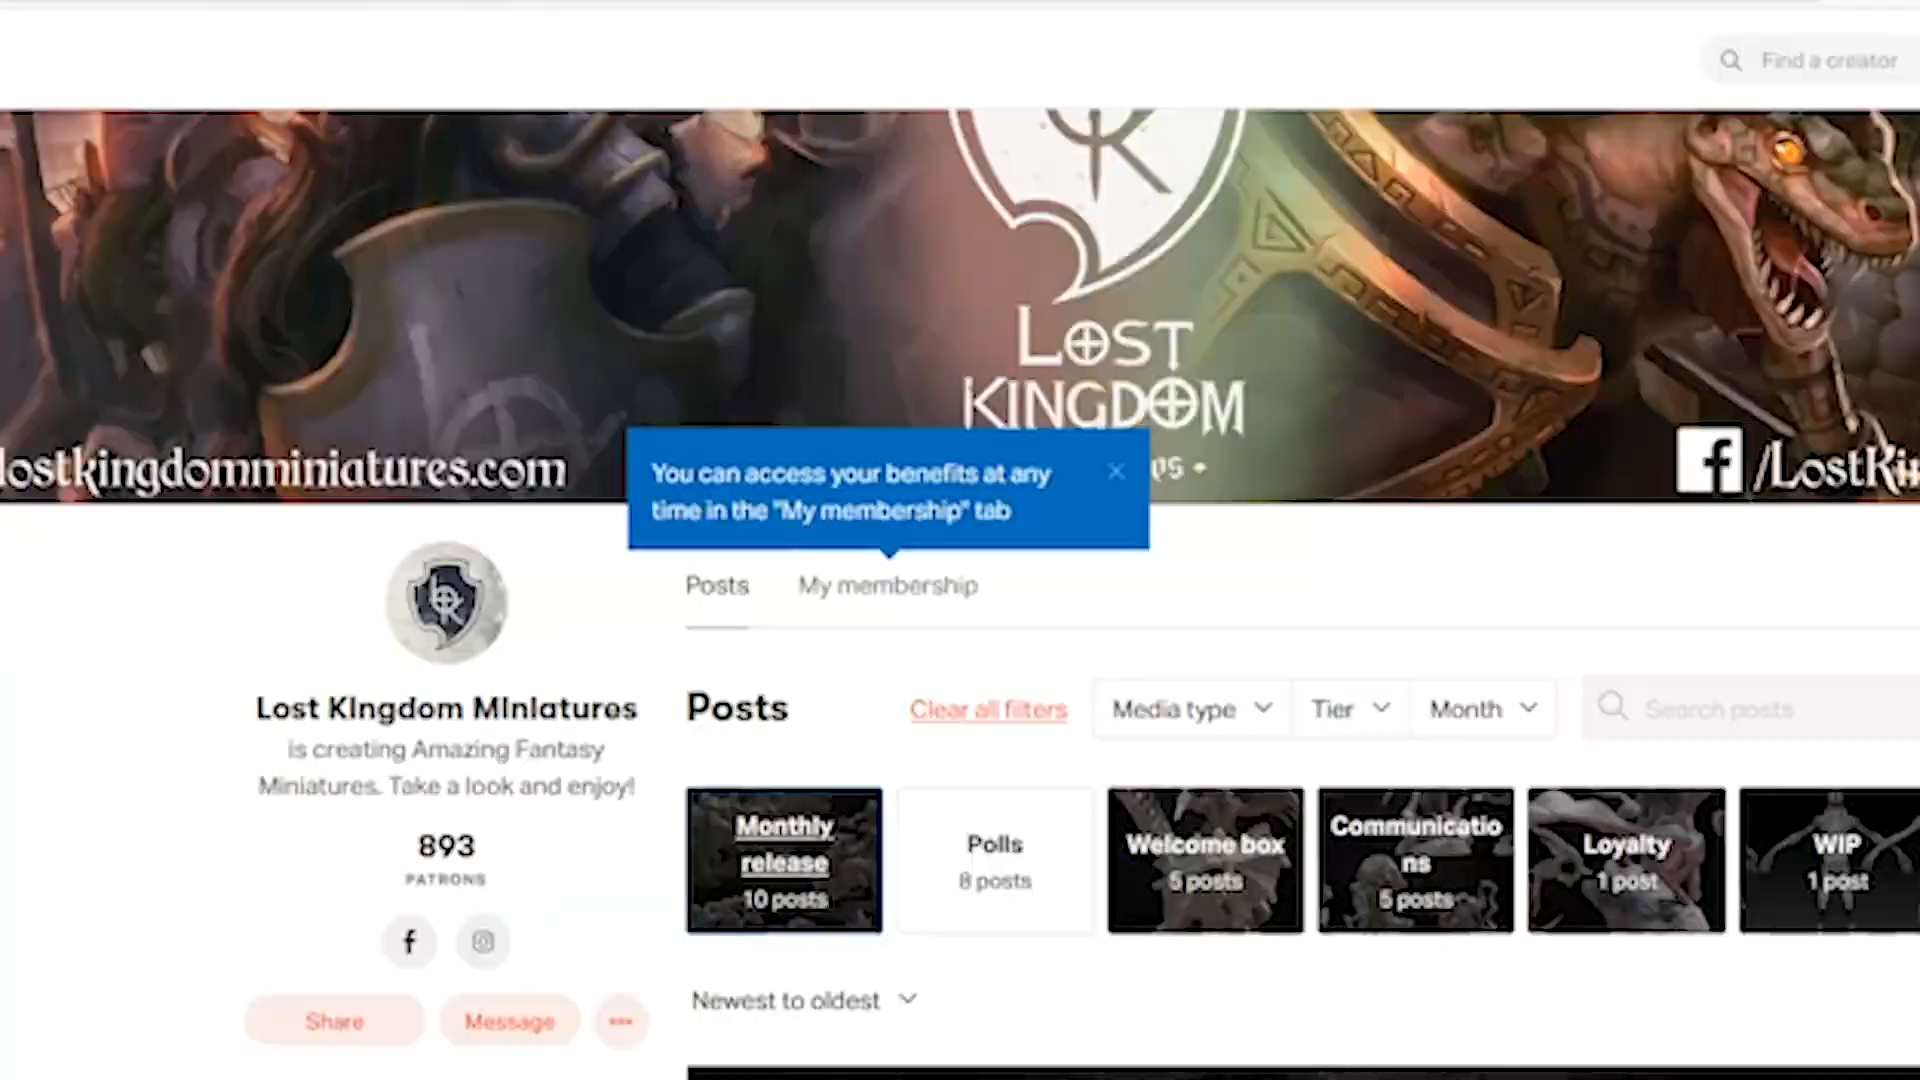 Find a creator
LOST
KINGDOM
lostkingdomminiatures.com
You can access your benefits at any
time in the "My membership" tab
Posts
My membership
Lost Kingdom Miniatures
is creating Amazing Fantasy
Miniatures. Take a look and enjoy!
893
PATRONS
Share
Message
Posts
Clear all filters
Media type
Tier
Month
Search posts
Monthly
release
10 posts
Polls
8 posts
Welcome box
5 posts
Communicatio
ns
5 posts
Loyalty
1 post
WIP
1 post
Newest to oldest